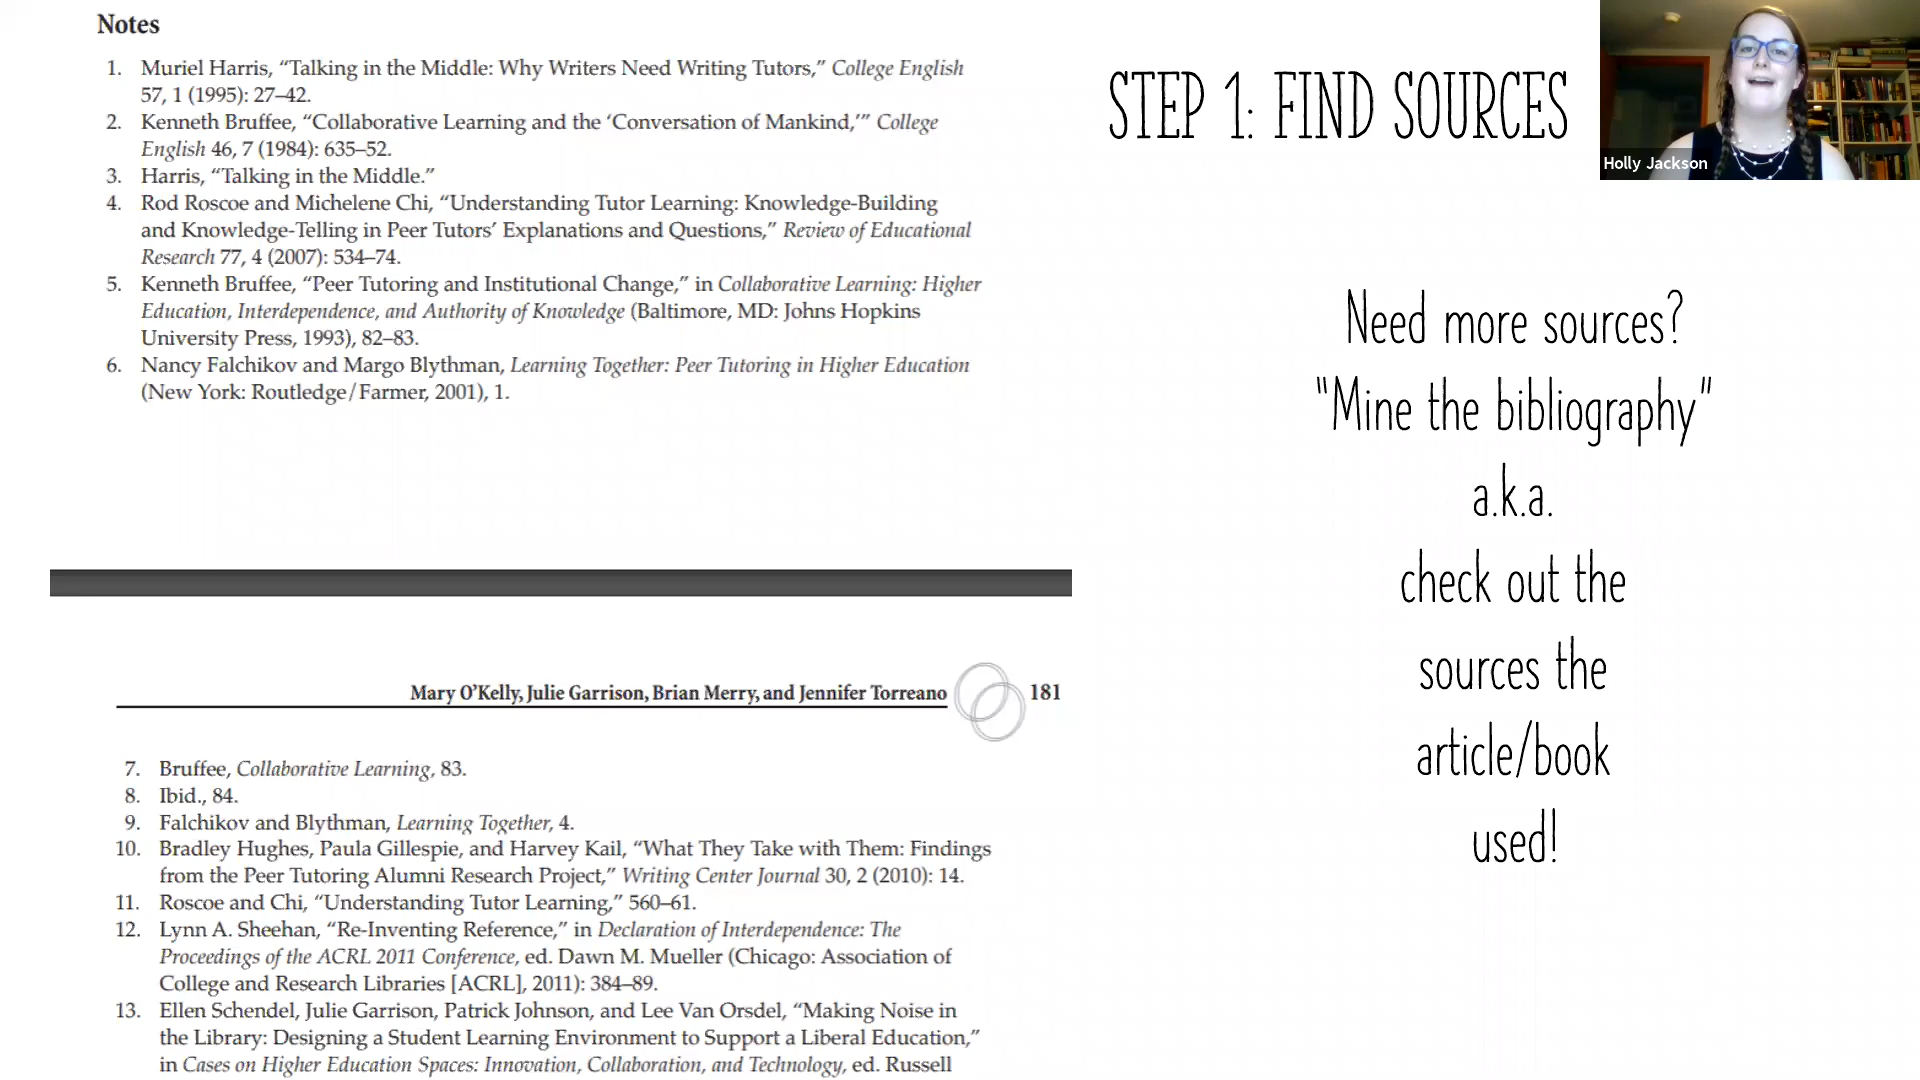 Notes
1. Muriel Harris, “Talking in the Middle: Why Writers Need Writing Tutors,” College English
57, 1 (1995): 27–42.
2. Kenneth Bruffee, “Collaborative Learning and the ‘Conversation of Mankind,’” College
English 46, 7 (1984): 635–52.
3. Harris, “Talking in the Middle.”
4. Rod Roscoe and Michelene Chi, “Understanding Tutor Learning: Knowledge-Building
and Knowledge-Telling in Peer Tutors’ Explanations and Questions,” Review of Educational
Research 77, 4 (2007): 534–74.
5. Kenneth Bruffee, “Peer Tutoring and Institutional Change,” in Collaborative Learning: Higher
Education, Interdependence, and Authority of Knowledge (Baltimore, MD: Johns Hopkins
University Press, 1993), 82–83.
6. Nancy Falchikov and Margo Blythman, Learning Together: Peer Tutoring in Higher Education
(New York: Routledge/Farmer, 2001), 1.
Mary O’Kelly, Julie Garrison, Brian Merry, and Jennifer Torreano 181
7. Bruffee, Collaborative Learning, 83.
8. Ibid., 84.
9. Falchikov and Blythman, Learning Together, 4.
10. Bradley Hughes, Paula Gillespie, and Harvey Kail, “What They Take with Them: Findings
from the Peer Tutoring Alumni Research Project,” Writing Center Journal 30, 2 (2010): 14.
11. Roscoe and Chi, “Understanding Tutor Learning,” 560–61.
12. Lynn A. Sheehan, “Re-Inventing Reference,” in Declaration of Interdependence: The
Proceedings of the ACRL 2011 Conference, ed. Dawn M. Mueller (Chicago: Association of
College and Research Libraries [ACRL], 2011): 384–89.
13. Ellen Schendel, Julie Garrison, Patrick Johnson, and Lee Van Orsdel, “Making Noise in
the Library: Designing a Student Learning Environment to Support a Liberal Education,”
in Cases on Higher Education Spaces: Innovation, Collaboration, and Technology, ed. Russell
STEP 1: FIND SOURCES
Holly Jackson
Need more sources?
"Mine the bibliography"
a.k.a.
check out the
sources the
article/book
used!